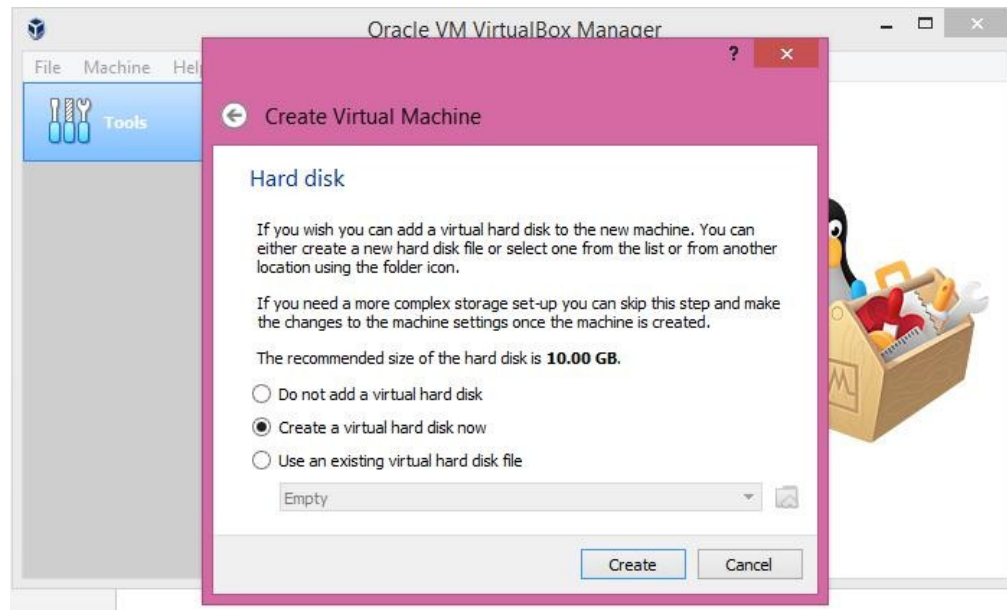 Oracle VM VirtualBox Manager
File Machine Help
?
Tools
Create Virtual Machine
Hard disk
If you wish you can add a virtual hard disk to the new machine. You can
either create a new hard disk file or select one from the list or from another
location using the folder icon.
If you need a more complex storage set-up you can skip this step and make
the changes to the machine settings once the machine is created.
The recommended size of the hard disk is 10.00 GB.
Do not add a virtual hard disk
Create a virtual hard disk now
Use an existing virtual hard disk file
Empty
Create Cancel